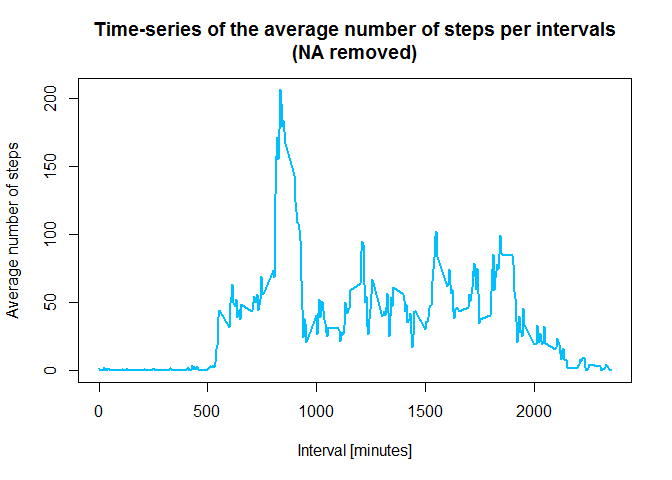 Time-series of the average number of steps per intervals
(NA removed)
Average number of steps
200
150
100
50
0
0 500 1000 1500 2000
Interval [minutes]